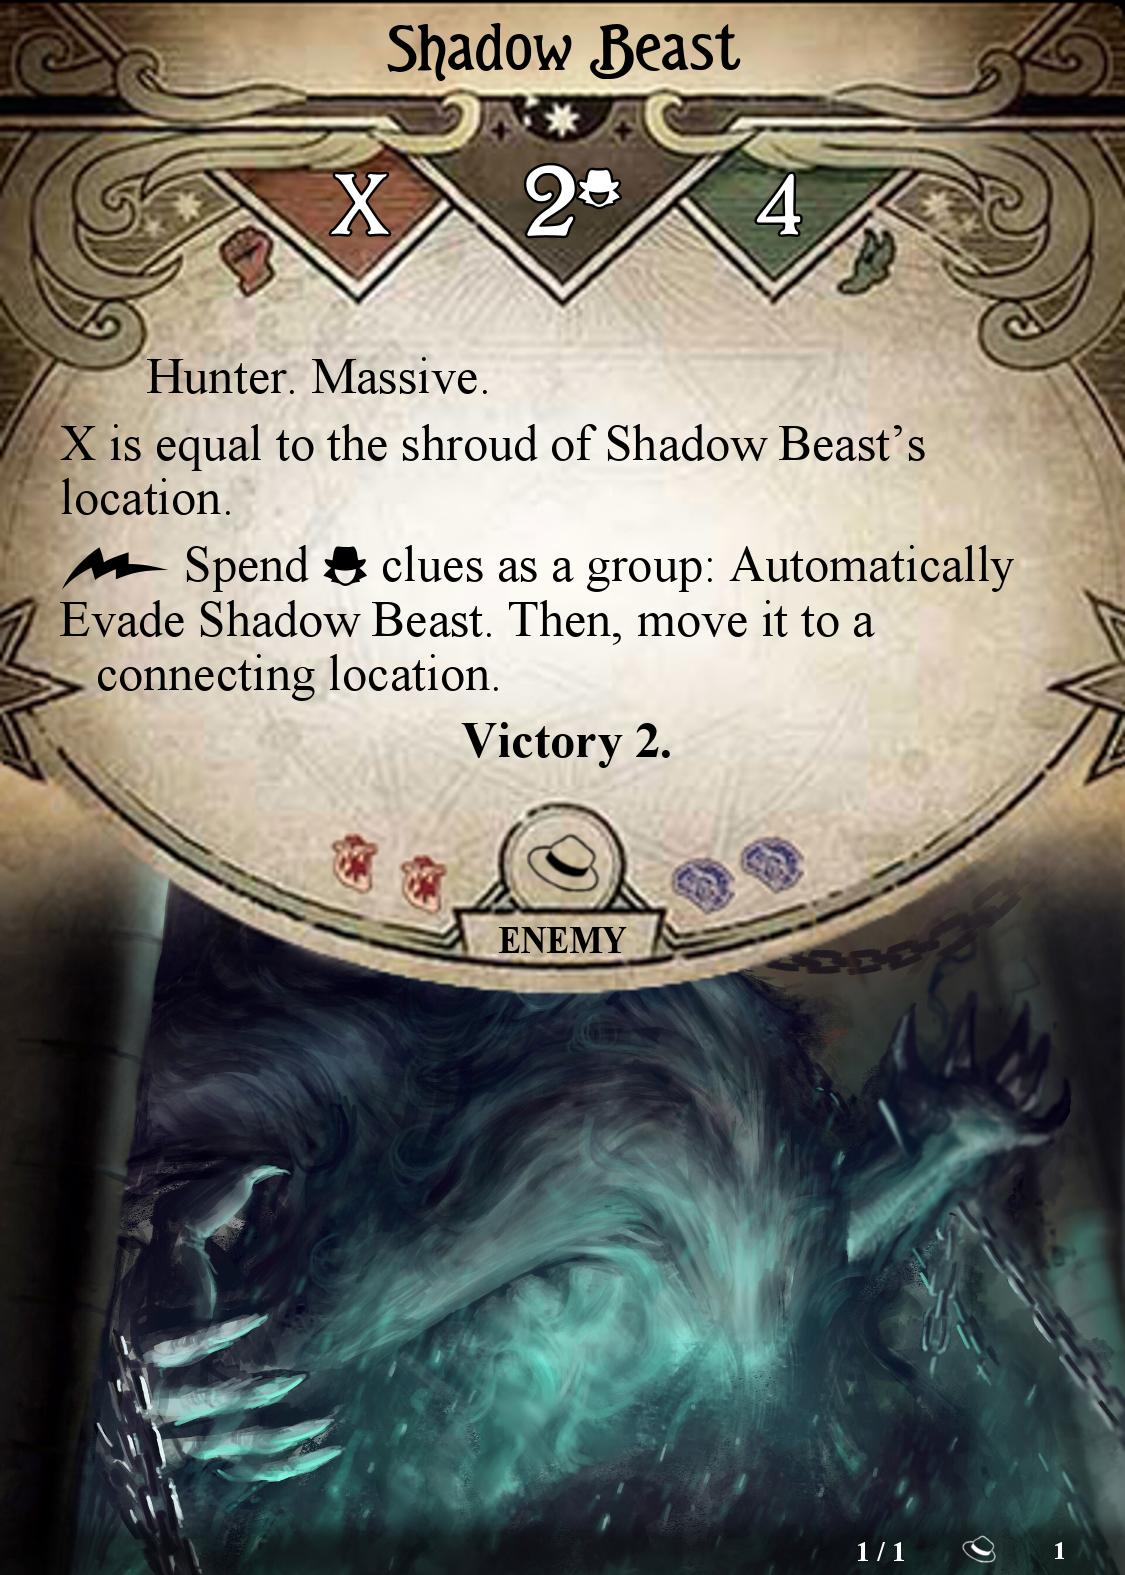 Shadow Beast
X 2 4
Hunter. Massive.
X is equal to the shroud of Shadow Beast’s
location.
Spend clues as a group: Automatically
Evade Shadow Beast. Then, move it to a
connecting location.
Victory 2.
ENEMY
1 / 1 1